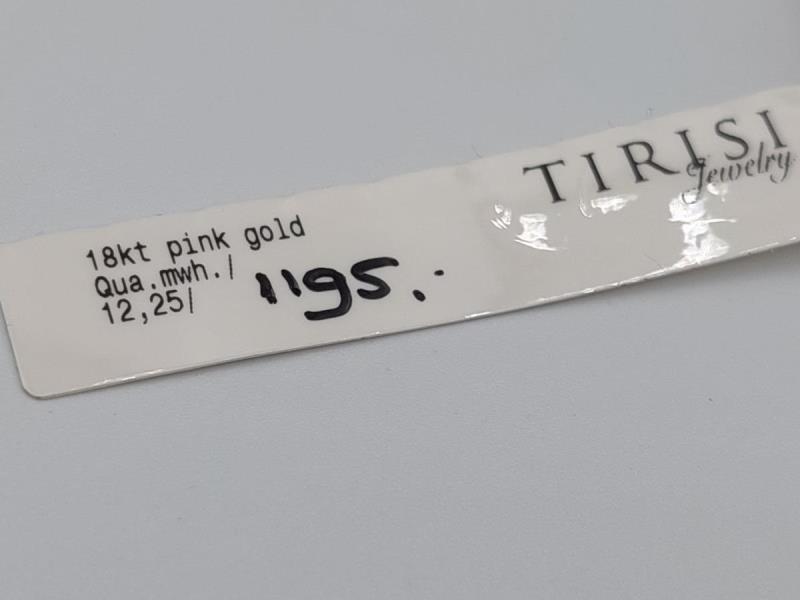 18kt pink gold
Qua.mwh./
12,25/
1195.-
TIRISI
Jewelry